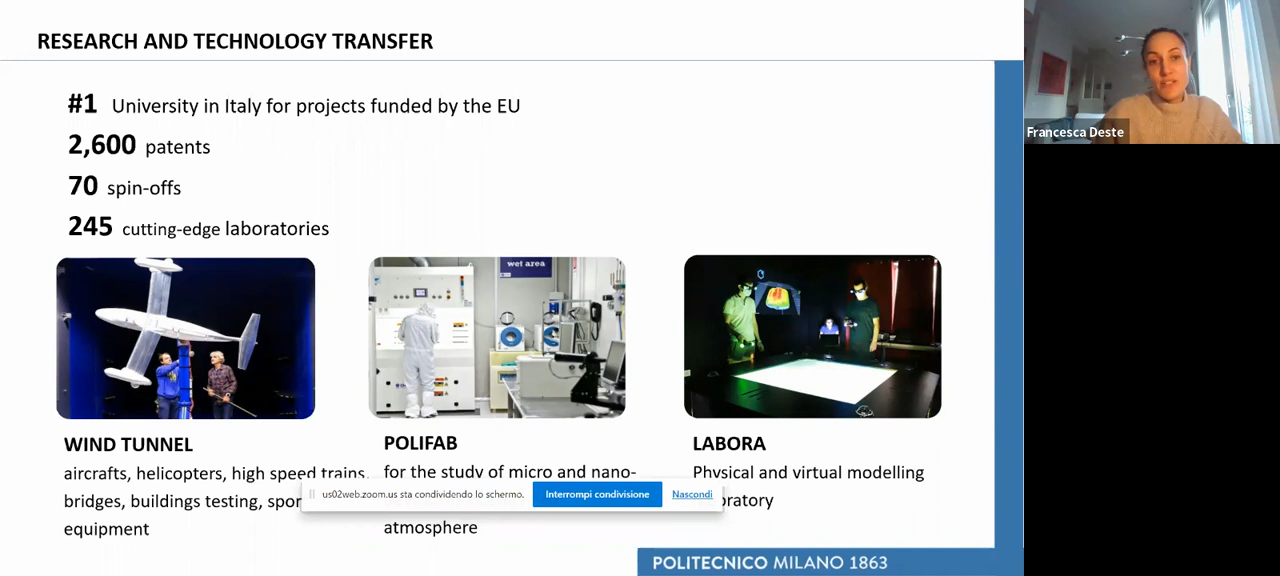 RESEARCH AND TECHNOLOGY TRANSFER
#1 University in Italy for projects funded by the EU
2,600 patents
70 spin-offs
245 cutting-edge laboratories
wet area
WIND TUNNEL
aircrafts, helicopters, high speed trains,
bridges, buildings testing, spor
equipment
POLIFAB
for the study of micro and nano-
atmosphere
LABORA
Physical and virtual modelling
oratory
us02web.zoom.us sta condividendo lo schermo.
Interrompi condivisione
Nascondi
POLITECNICO MILANO 1863
Francesca Deste